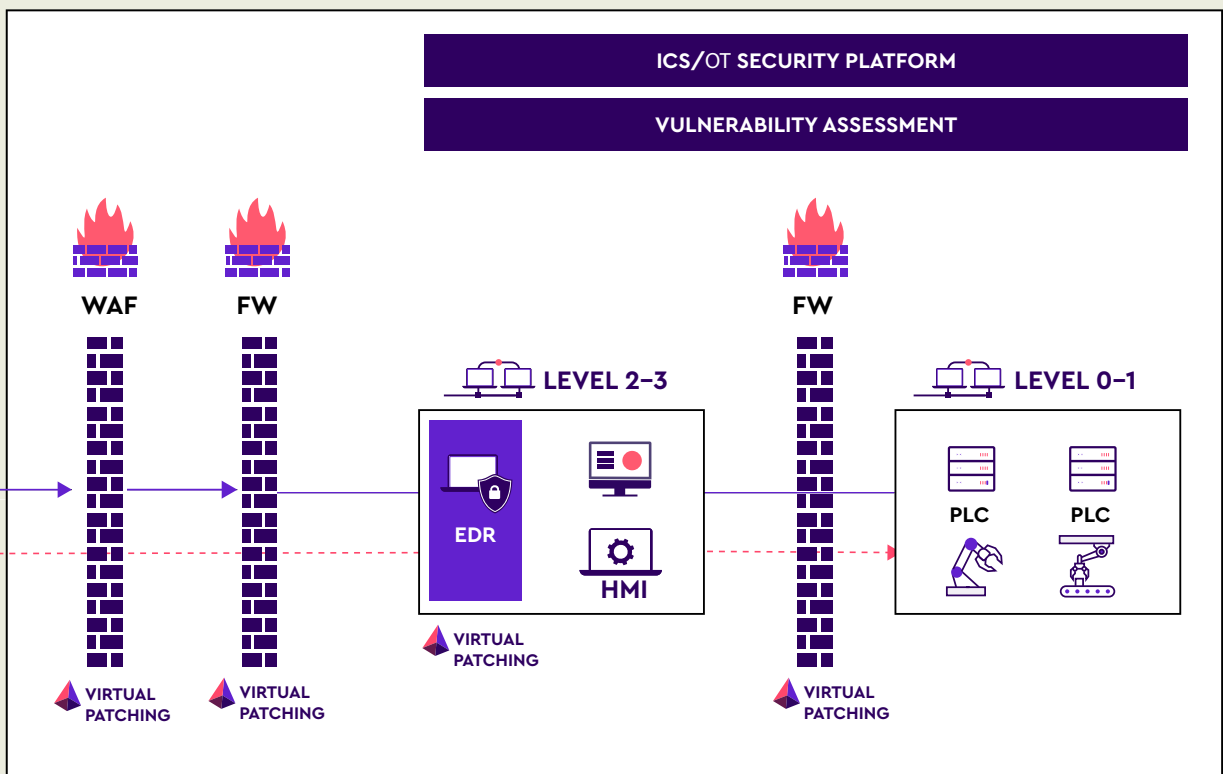 ICS/OT SECURITY PLATFORM
VULNERABILITY ASSESSMENT
WAF
FW
FW
LEVEL 2–3
LEVEL 0–1
EDR
HMI
PLC
PLC
VIRTUAL
PATCHING
VIRTUAL
PATCHING
VIRTUAL
PATCHING
VIRTUAL
PATCHING